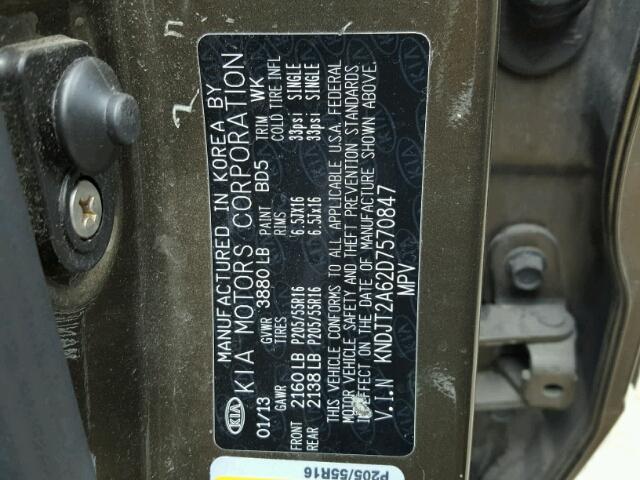 MANUFACTURED IN KOREA BY
KIA KIA MOTORS CORPORATION
01/13 GVWR 3880 LB PAINT BD5 TRIM WK
GAWR TIRES RIMS COLD TIRE INFL
FRONT 2160 LB P205/55R16 6.5JX16 33psi SINGLE
REAR 2138 LB P205/55R16 6.5JX16 33psi SINGLE
THIS VEHICLE CONFORMS TO ALL APPLICABLE U.S.A. FEDERAL
MOTOR VEHICLE SAFETY AND THEFT PREVENTION STANDARDS
IN EFFECT ON THE DATE OF MANUFACTURE SHOWN ABOVE.
V.I.N KNDJT2A62D7570847
MPV
P205/55R16